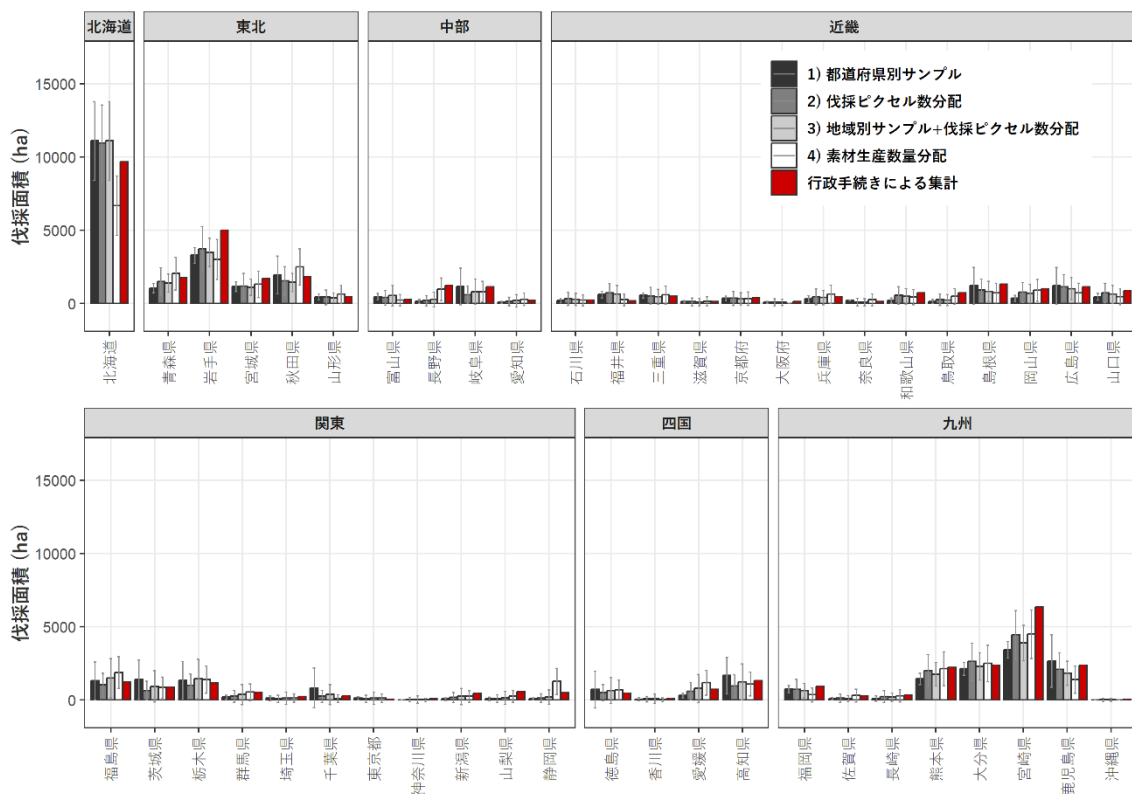 北海道
東北
中部
近畿
15000
10000
5000
0
伐採面積 (ha)
1) 都道府県別サンプル
2) 伐採ピクセル数分配
3) 地域別サンプル+伐採ピクセル数分配
4) 素材生産数量分配
行政手続きによる集計
北海道
青森県
岩手県
宮城県
秋田県
山形県
富山県
長野県
岐阜県
愛知県
石川県
福井県
三重県
滋賀県
京都府
大阪府
兵庫県
奈良県
和歌山県
鳥取県
島根県
岡山県
広島県
山口県
関東
四国
九州
15000
10000
5000
0
伐採面積 (ha)
福島県
茨城県
栃木県
群馬県
埼玉県
千葉県
東京都
神奈川県
新潟県
山梨県
静岡県
徳島県
香川県
愛媛県
高知県
福岡県
佐賀県
長崎県
熊本県
大分県
宮崎県
鹿児島県
沖縄県